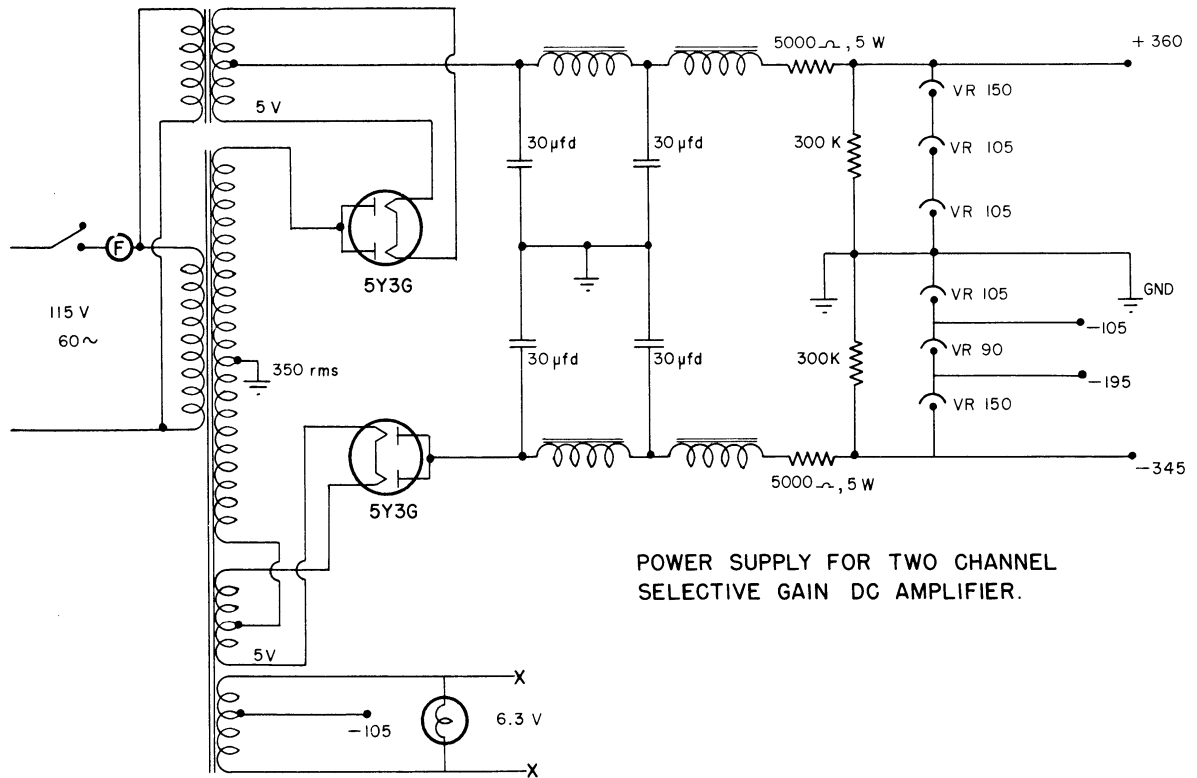 5000 Ω, 5 W
+ 360
VR 150
5 V
30 µfd
30 µfd
300 K
VR 105
VR 105
F
5Y3G
GND
VR 105
115 V
60 ~
-105
30 µfd
30 µfd
300K
VR 90
350 rms
-195
VR 150
-345
5000 Ω, 5 W
5Y3G
POWER SUPPLY FOR TWO CHANNEL
SELECTIVE GAIN DC AMPLIFIER.
5 V
X
6.3 V
-105
X